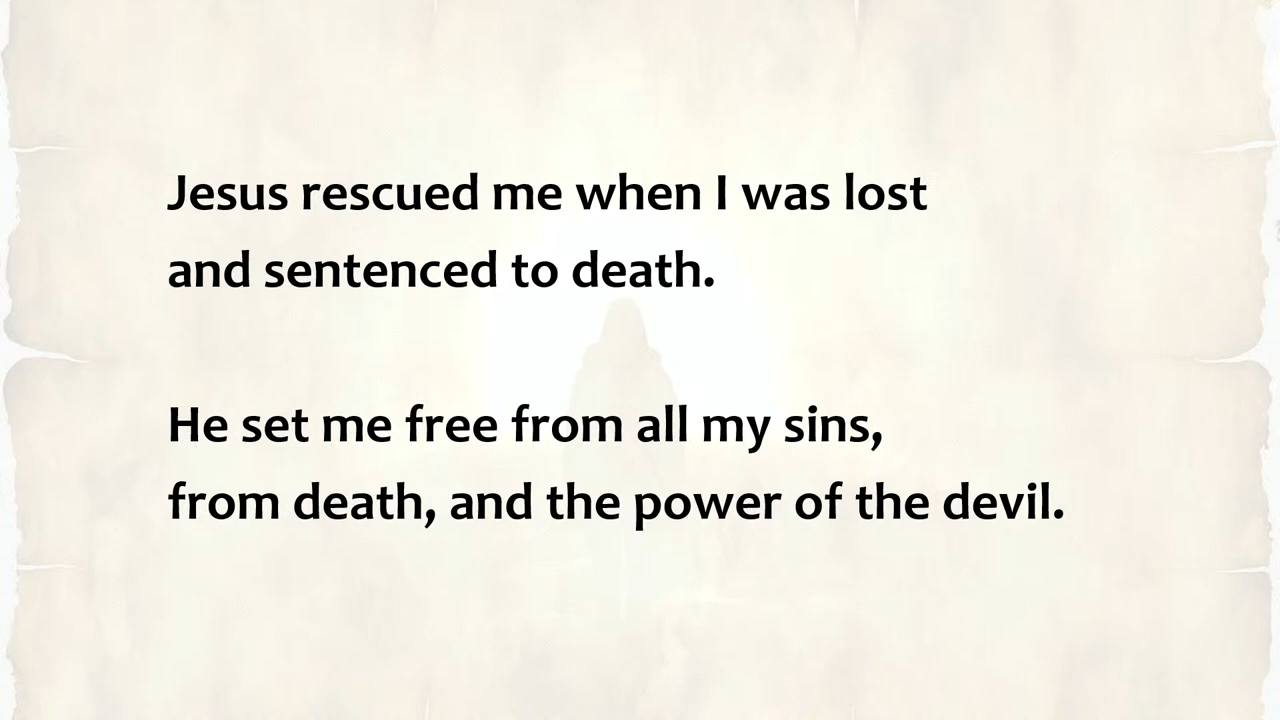 Jesus rescued me when I was lost
and sentenced to death.
He set me free from all my sins,
from death, and the power of the devil.